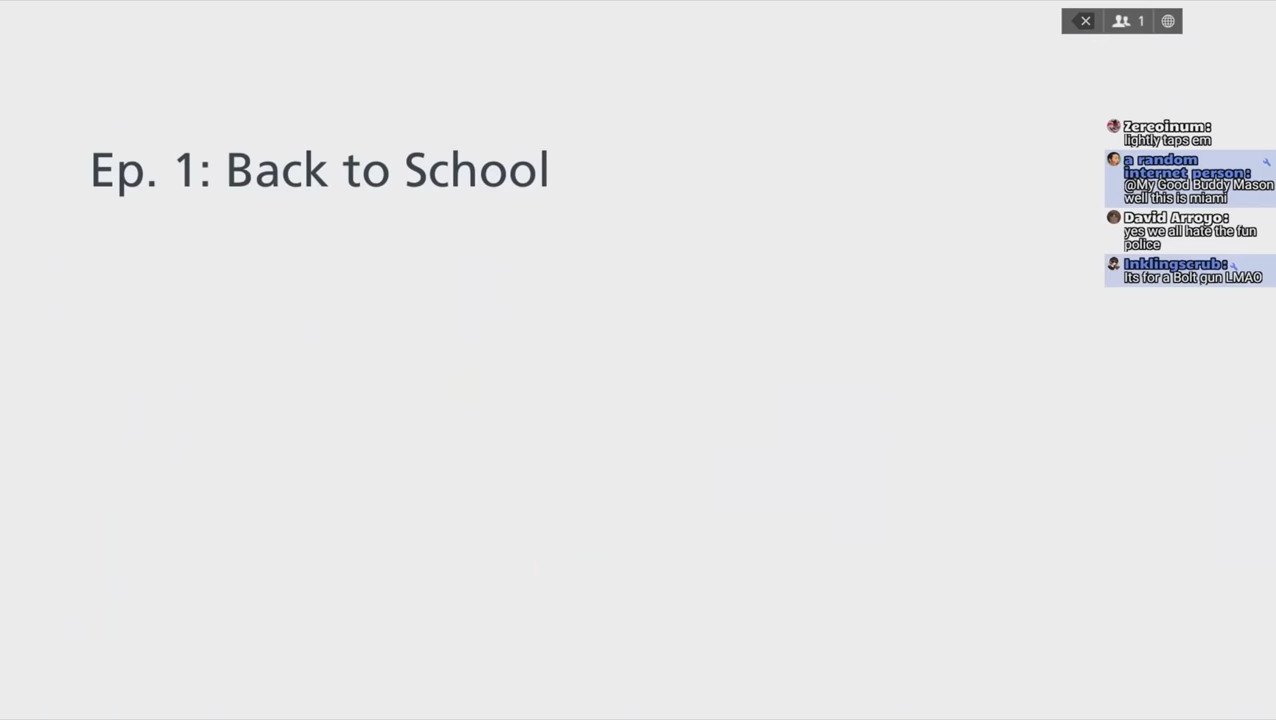 1
Ep. 1: Back to School
Zereoinum:
lightly taps em
a random
internet person:
@My Good Buddy Mason
well this is miami
David Arroyo:
yes we all hate the fun
police
Inklingscrub:
Its for a Bolt gun LMAO